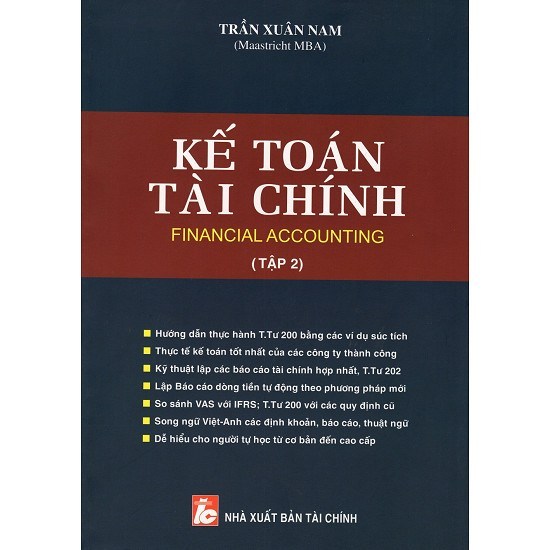 TRẦN XUÂN NAM
(Maastricht MBA)
KẾ TOÁN
TÀI CHÍNH
FINANCIAL ACCOUNTING
(TẬP 2)
Hướng dẫn thực hành T.Tư 200 bằng các ví dụ súc tích
Thực tế kế toán tốt nhất của các công ty thành công
Kỹ thuật lập các báo cáo tài chính hợp nhất, T.Tư 202
Lập Báo cáo dòng tiền tự động theo phương pháp mới
So sánh VAS với IFRS; T.Tư 200 với các quy định cũ
Song ngữ Việt-Anh các định khoản, báo cáo, thuật ngữ
Dễ hiểu cho người tự học từ cơ bản đến cao cấp
NHÀ XUẤT BẢN TÀI CHÍNH